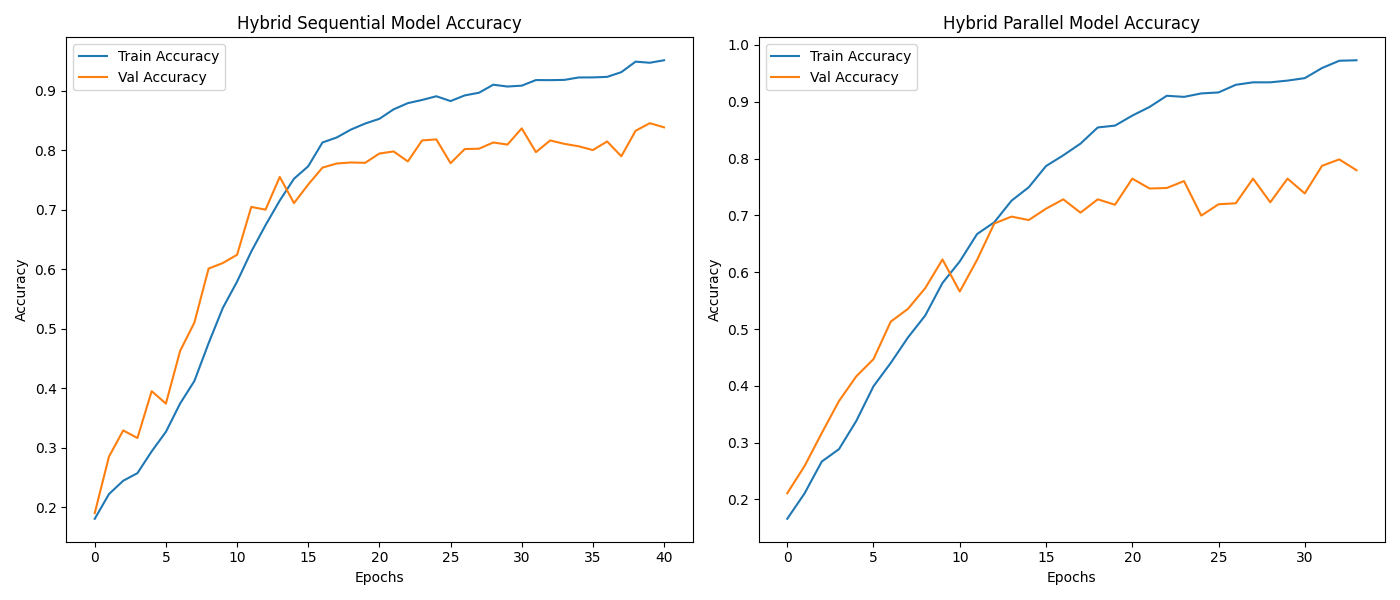 Hybrid Sequential Model Accuracy
Train Accuracy
Val Accuracy
0.9
0.8
0.7
0.6
0.5
0.4
0.3
0.2
Accuracy
0 5 10 15 20 25 30 35 40
Epochs
Hybrid Parallel Model Accuracy
Train Accuracy
Val Accuracy
1.0
0.9
0.8
0.7
0.6
0.5
0.4
0.3
0.2
Accuracy
0 5 10 15 20 25 30
Epochs